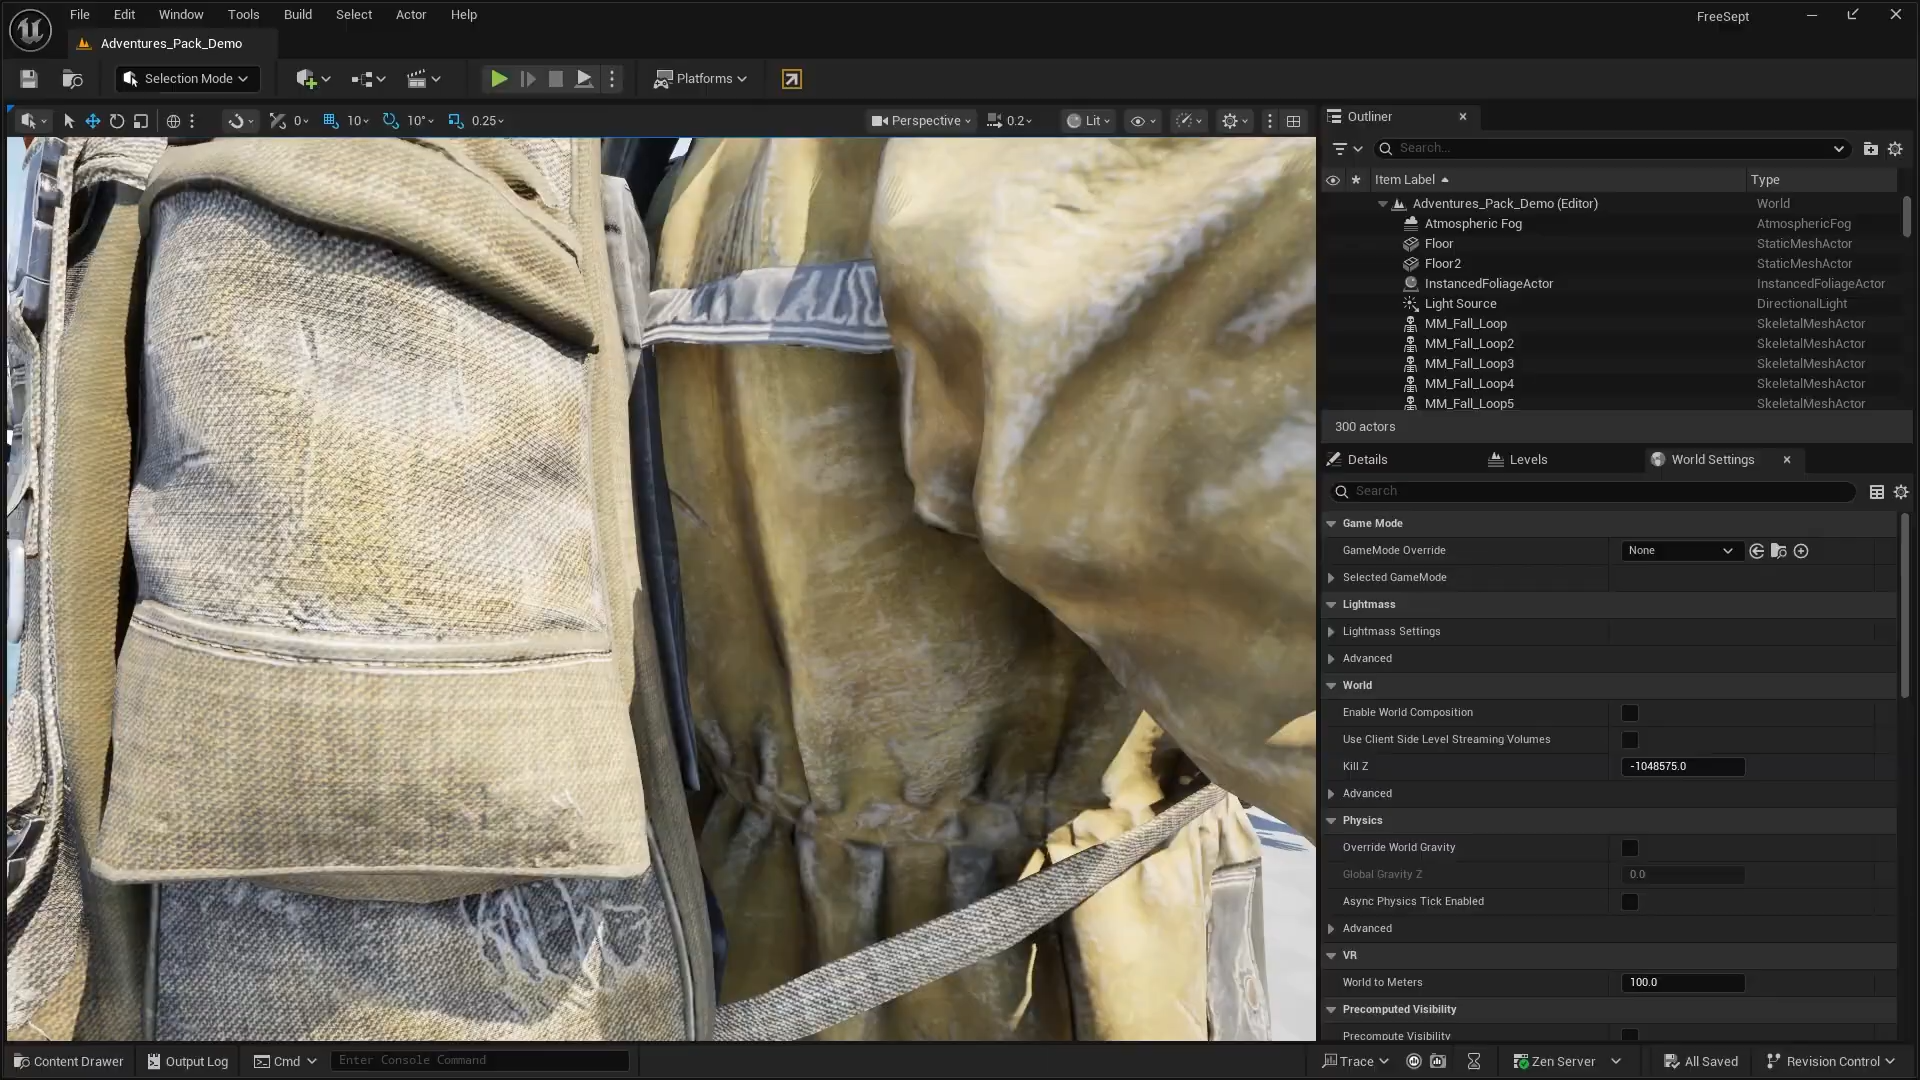 File Edit Window Tools Build Select Actor Help
FreeSept
Adventures_Pack_Demo
Selection Mode
Platforms
0
10
10°
0.25
Perspective
0.2
Lit
Outliner
Search...
Item Label
Type
Adventures_Pack_Demo (Editor) World
Atmospheric Fog AtmosphericFog
Floor StaticMeshActor
Floor2 StaticMeshActor
InstancedFoliageActor InstancedFoliageActor
Light Source DirectionalLight
MM_Fall_Loop SkeletalMeshActor
MM_Fall_Loop2 SkeletalMeshActor
MM_Fall_Loop3 SkeletalMeshActor
MM_Fall_Loop4 SkeletalMeshActor
MM_Fall_Loop5 SkeletalMeshActor
300 actors
Details
Levels
World Settings
Search
Game Mode
GameMode Override None
Selected GameMode
Lightmass
Lightmass Settings
Advanced
World
Enable World Composition
Use Client Side Level Streaming Volumes
Kill Z -1048575.0
Advanced
Physics
Override World Gravity
Global Gravity Z 0.0
Async Physics Tick Enabled
Advanced
VR
World to Meters 100.0
Precomputed Visibility
Precompute Visibility
Content Drawer
Output Log
Cmd
Enter Console Command
Trace
Zen Server
All Saved
Revision Control